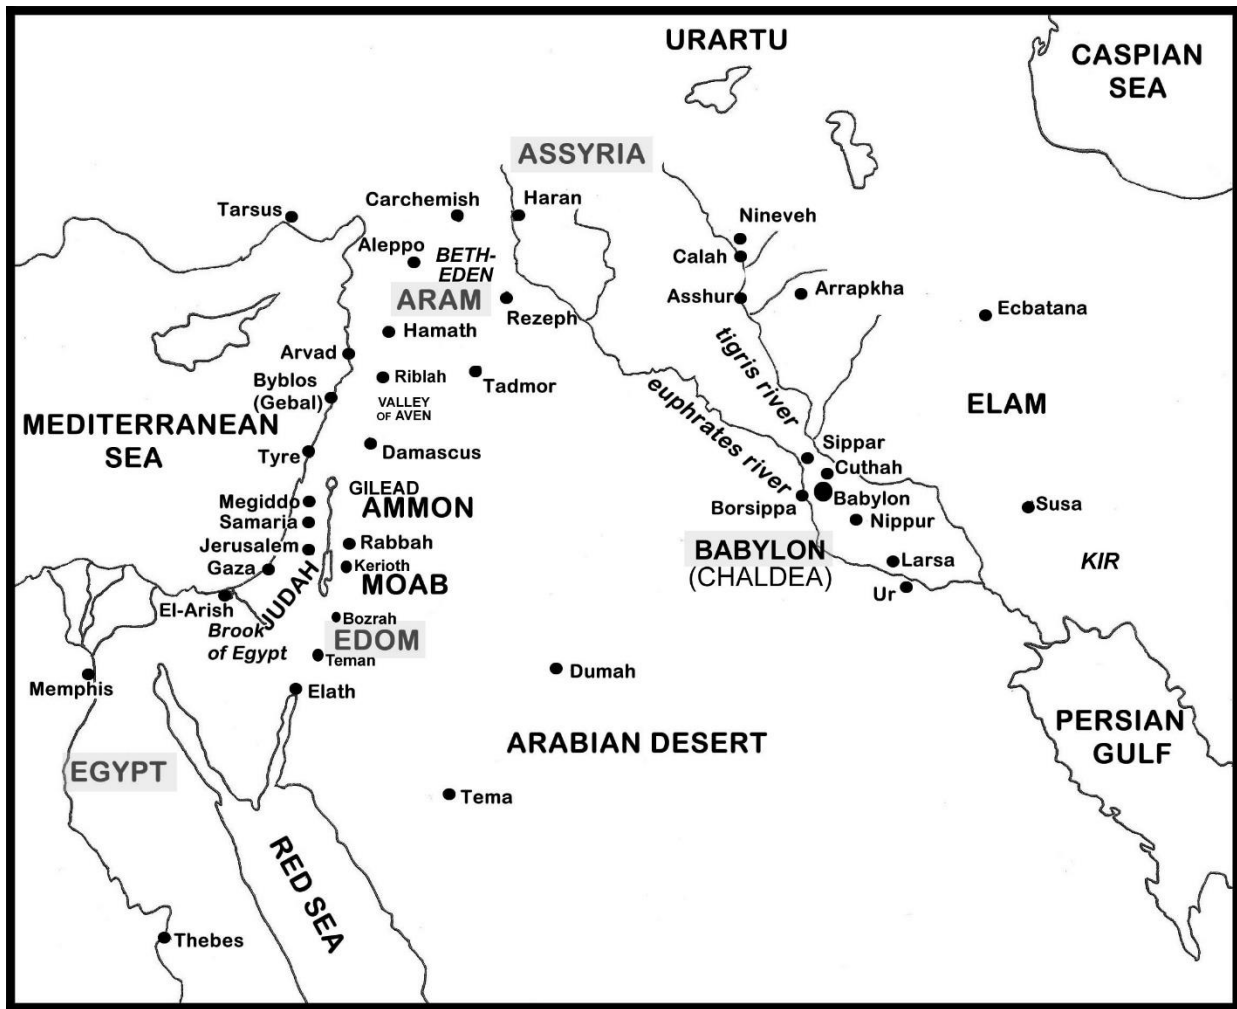 URARTU
CASPIAN
SEA
ASSYRIA
Carchemish
Haran
Tarsus
Nineveh
Aleppo
BETH-
EDEN
Calah
ARAM
Asshur
Arrapkha
Rezeph
Ecbatana
Hamath
tigris river
Arvad
Riblah
Tadmor
Byblos
(Gebal)
VALLEY
OF AVEN
euphrates river
ELAM
MEDITERRANEAN
SEA
Damascus
Tyre
Sippar
Cuthah
GILEAD
AMMON
Megiddo
Samaria
Babylon
Borsippa
Nippur
Susa
Jerusalem
Rabbah
BABYLON
(CHALDEA)
Larsa
KIR
Gaza
Kerioth
MOAB
JUDAH
Ur
El-Arish
Brook
of Egypt
Bozrah
EDOM
Teman
Dumah
Memphis
Elath
ARABIAN DESERT
PERSIAN
GULF
EGYPT
Tema
RED SEA
Thebes